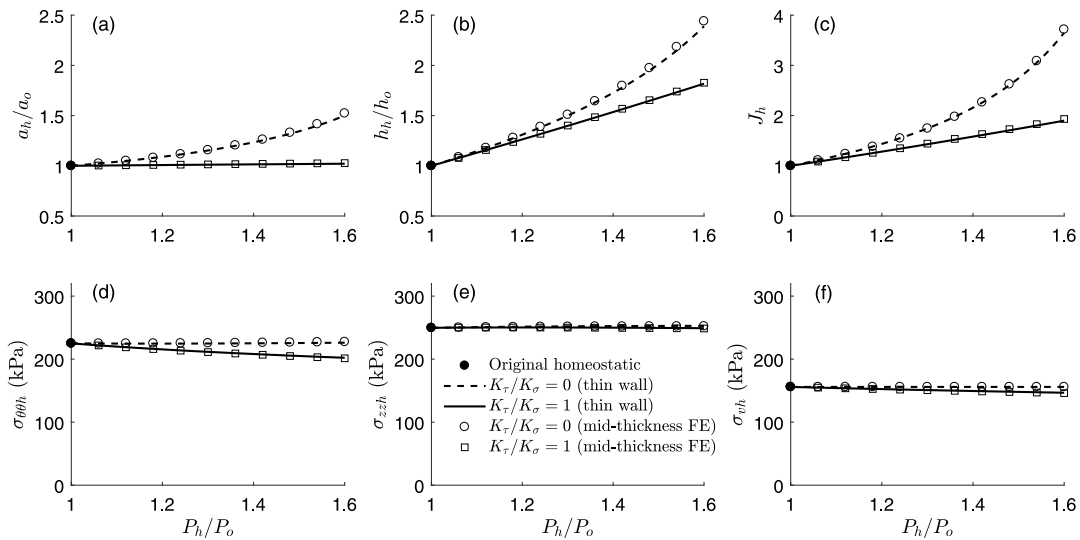 (a)
2.5
2
1.5
1
0.5
a_h/a_o
1 1.2 1.4 1.6
(b)
2.5
2
1.5
1
0.5
h_h/h_o
1 1.2 1.4 1.6
(c)
4
3
2
1
0
J_h
1 1.2 1.4 1.6
(d)
300
200
100
0
σ_θθh (kPa)
1 1.2 1.4 1.6
P_h/P_o
(e)
300
200
100
0
σ_zzh (kPa)
Original homeostatic
K_τ/K_σ = 0 (thin wall)
K_τ/K_σ = 1 (thin wall)
K_τ/K_σ = 0 (mid-thickness FE)
K_τ/K_σ = 1 (mid-thickness FE)
1 1.2 1.4 1.6
P_h/P_o
(f)
300
200
100
0
σ_vh (kPa)
1 1.2 1.4 1.6
P_h/P_o